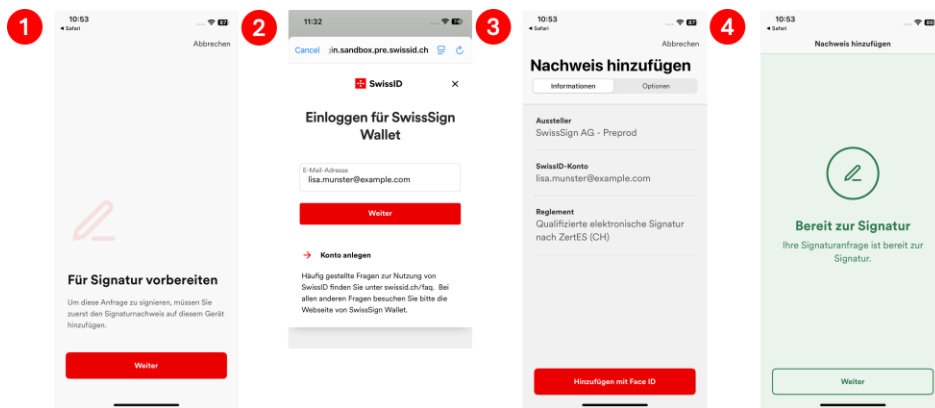 1
10:53
87
Safari
Abbrechen
Für Signatur vorbereiten
Um diese Anfrage zu signieren, müssen Sie
zuerst den Signaturnachweis auf diesem Gerät
hinzufügen.
Weiter
2
11:32
Cancel
in.sandbox.pre.swissid.ch
SwissID
Einloggen für SwissSign
Wallet
E-Mail-Adresse
lisa.munster@example.com
Weiter
Konto anlegen
Häufig gestellte Fragen zur Nutzung von
SwissID finden Sie unter swissid.ch/faq. Bei
allen anderen Fragen besuchen Sie bitte die
Webseite von SwissSign Wallet.
3
10:53
87
Safari
Abbrechen
Nachweis hinzufügen
Informationen Optionen
Aussteller
SwissSign AG - Preprod
SwissID-Konto
lisa.munster@example.com
Reglement
Qualifizierte elektronische Signatur
nach ZertES (CH)
Hinzufügen mit Face ID
4
10:53
Safari
Nachweis hinzufügen
Bereit zur Signatur
Ihre Signaturanfrage ist bereit zur
Signatur.
Weiter